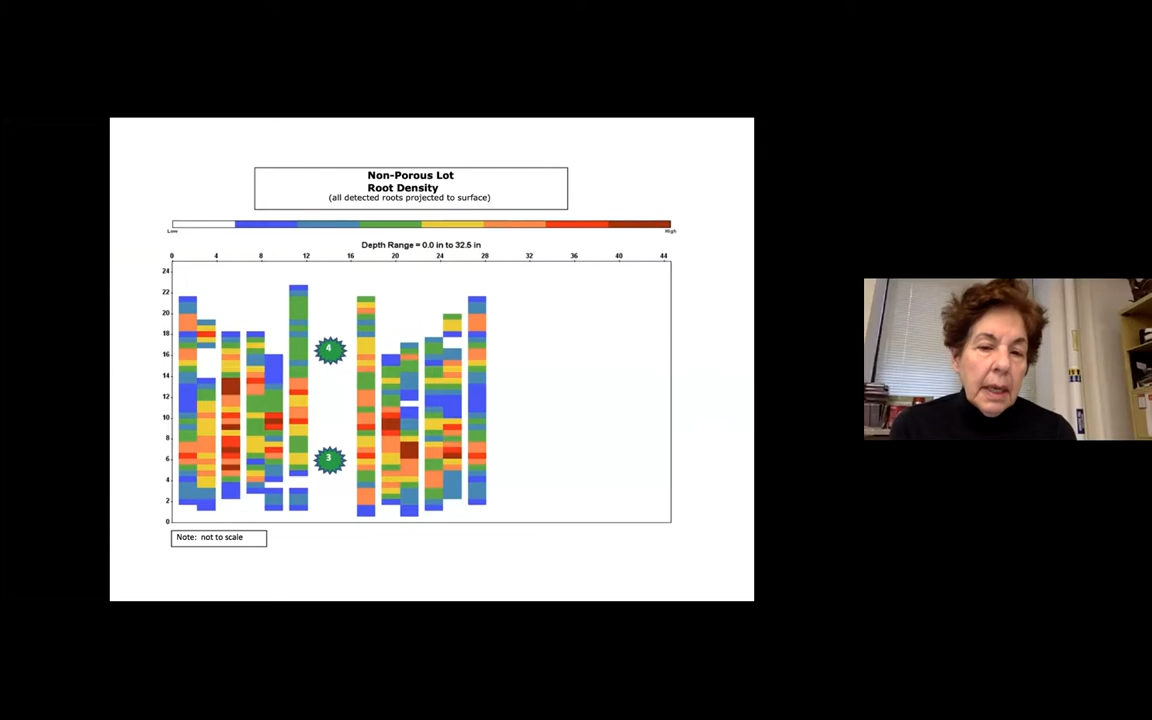 Non-Porous Lot
Root Density
(all detected roots projected to surface)
Low High
Depth Range = 0.0 in to 32.5 in
0 4 8 12 16 20 24 28 32 36 40 44
24
22
20
18
16
14
12
10
8
6
4
2
0
4
3
Note: not to scale